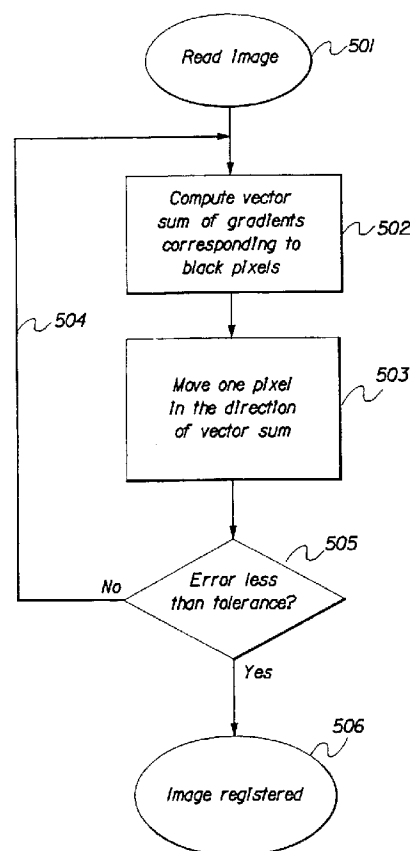 Read Image
501
Compute vector
sum of gradients
corresponding to
black pixels
502
504
Move one pixel
in the direction
of vector sum
503
505
No
Error less
than tolerance?
Yes
506
Image registered